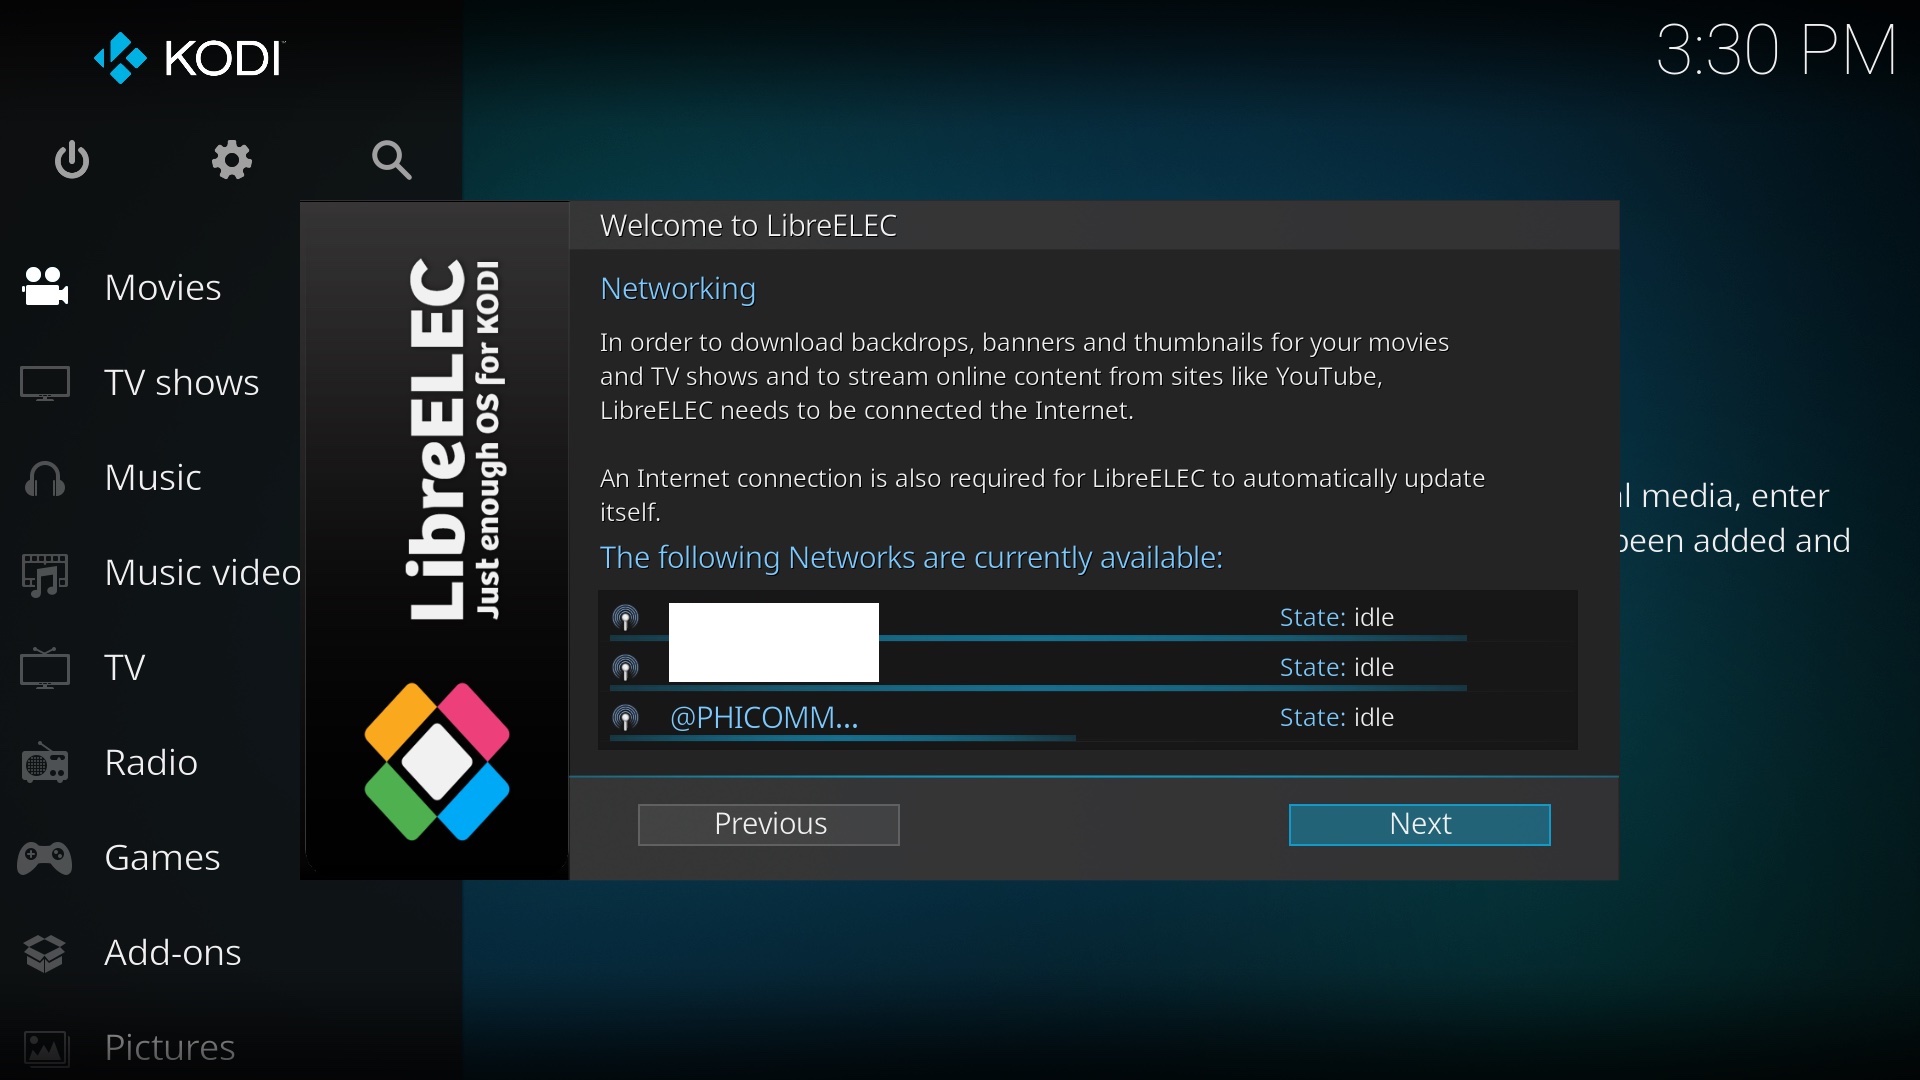 KODI
3:30 PM
Movies
TV shows
Music
Music video
TV
Radio
Games
Add-ons
Pictures
LibreELEC
Just enough OS for KODI
Welcome to LibreELEC
Networking
In order to download backdrops, banners and thumbnails for your movies
and TV shows and to stream online content from sites like YouTube,
LibreELEC needs to be connected the Internet.
An Internet connection is also required for LibreELEC to automatically update
itself.
The following Networks are currently available:
State: idle
State: idle
@PHICOMM... State: idle
Previous
Next
media, enter
been added and